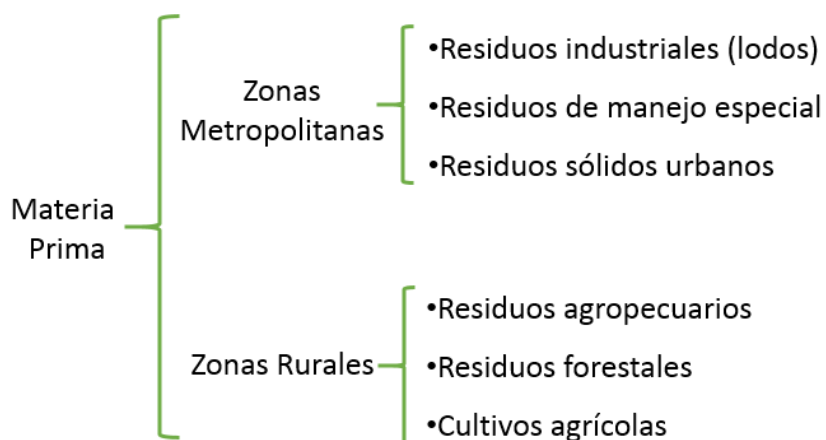 Materia
Prima
Zonas
Metropolitanas
•Residuos industriales (lodos)
•Residuos de manejo especial
•Residuos sólidos urbanos
Zonas Rurales
•Residuos agropecuarios
•Residuos forestales
•Cultivos agrícolas